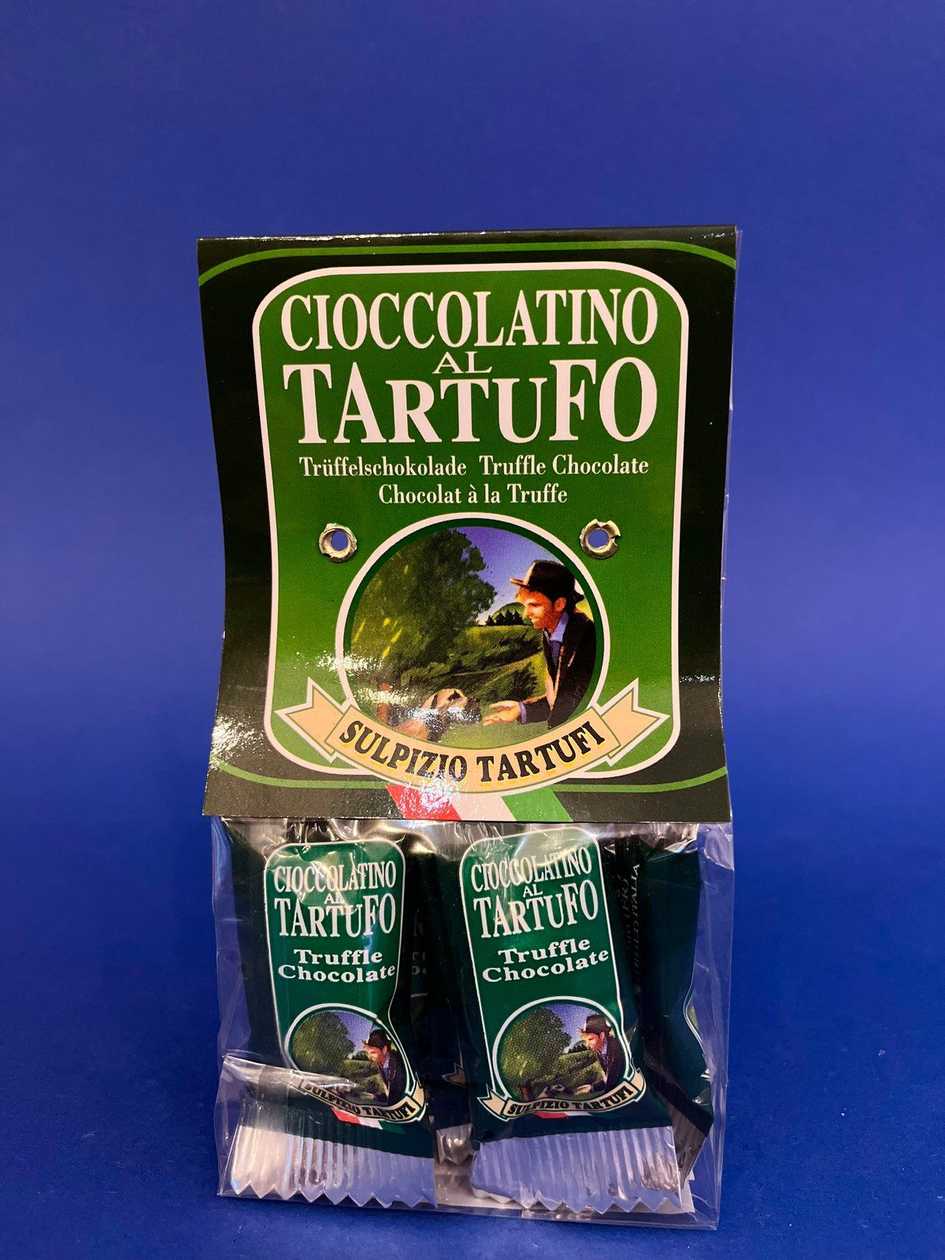 CIOCCOLATINO
AL
TARTUFO
Trüffelschokolade Truffle Chocolate
Chocolat à la Truffe
SULPIZIO TARTUFI
CIOCCOLATINO
AL
TARTUFO
Truffle
Chocolate
SULPIZIO TARTUFI
CIOCCOLATINO
AL
TARTUFO
Truffle
Chocolate
SULPIZIO TARTUFI